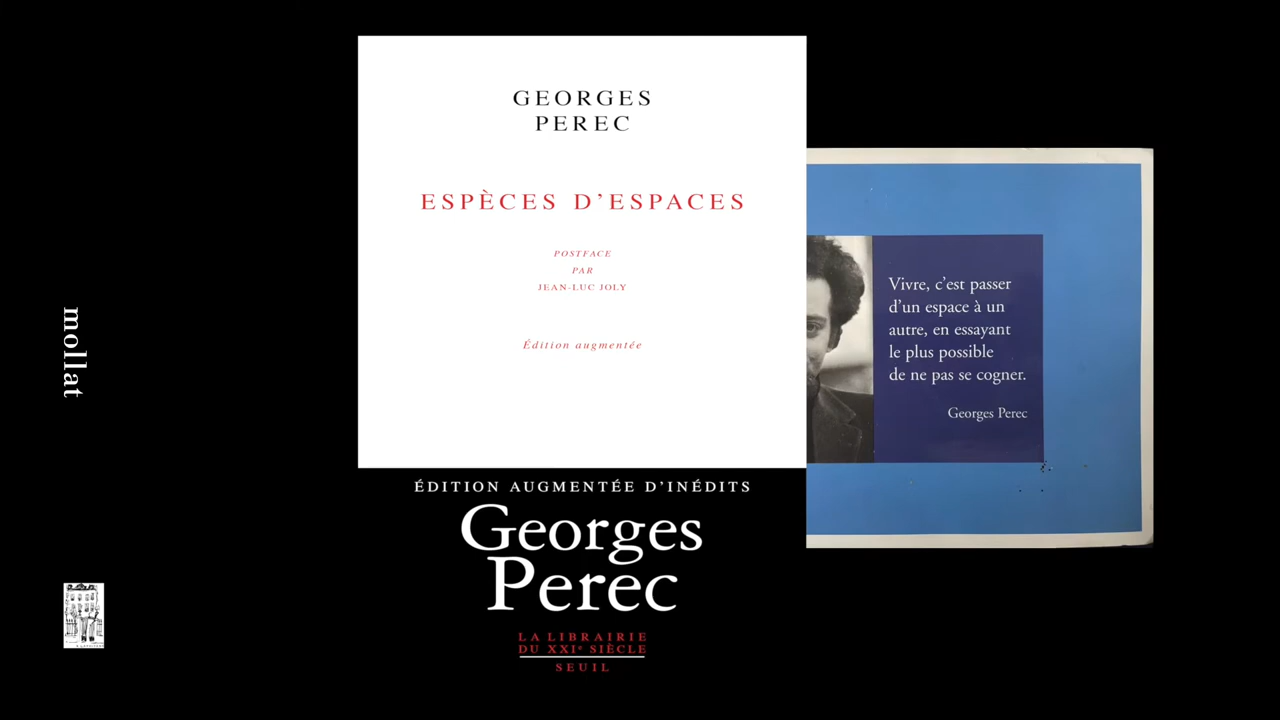 GEORGES
PEREC
ESPÈCES D'ESPACES
POSTFACE
PAR
JEAN-LUC JOLY
Édition augmentée
ÉDITION AUGMENTÉE D'INÉDITS
Georges
Perec
LA LIBRAIRIE
DU XXIe SIÈCLE
SEUIL
Vivre, c'est passer
d'un espace à un
autre, en essayant
le plus possible
de ne pas se cogner.
Georges Perec
mollat